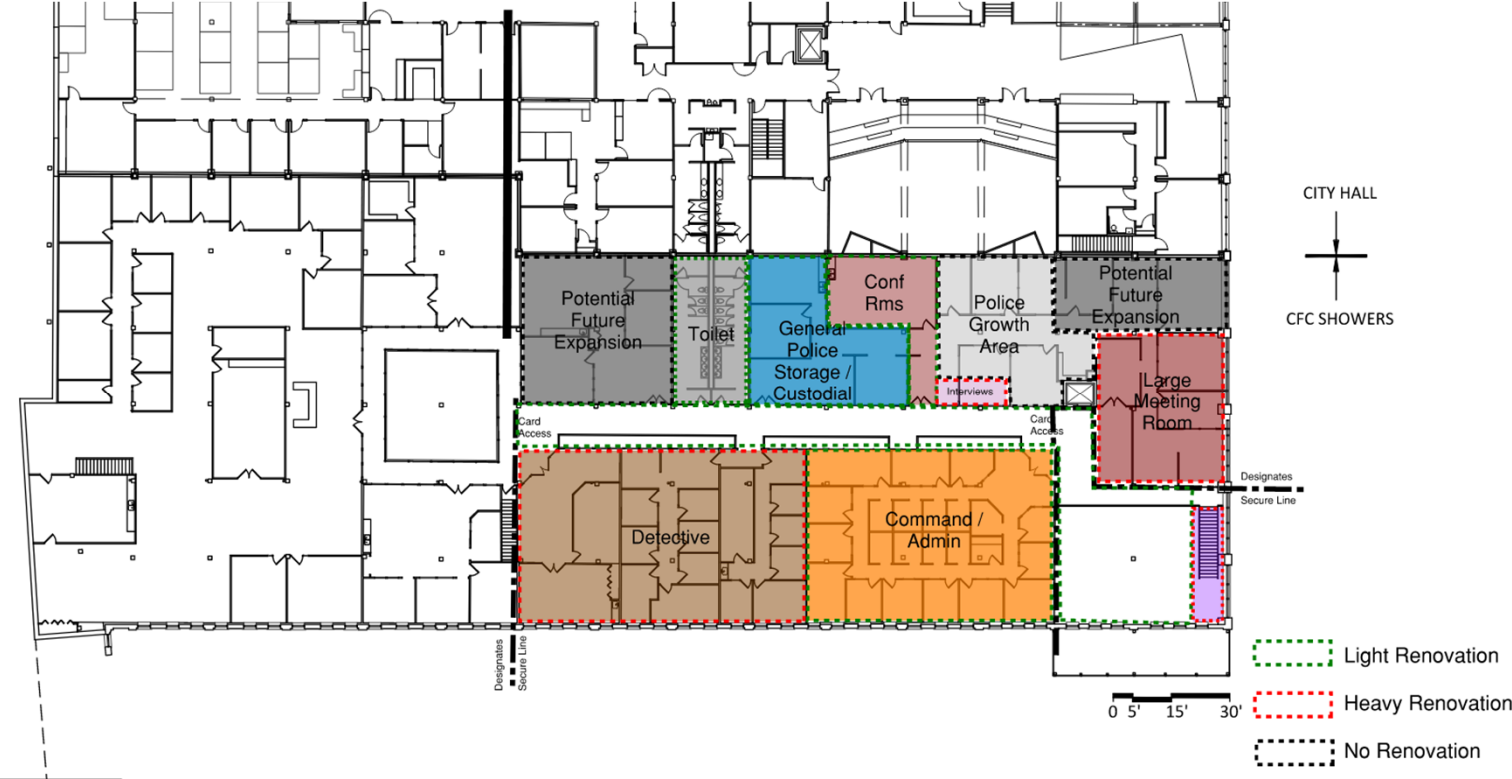 CITY HALL
CFC SHOWERS
Potential
Future
Expansion
Toilet
General
Police
Storage /
Custodial
Conf
Rms
Police
Growth
Area
Interviews
Potential
Future
Expansion
Large
Meeting
Room
Card
Access
Card
Access
Designates
Secure Line
Detective
Command /
Admin
Designates
Secure Line
0 5' 15' 30'
Light Renovation
Heavy Renovation
No Renovation